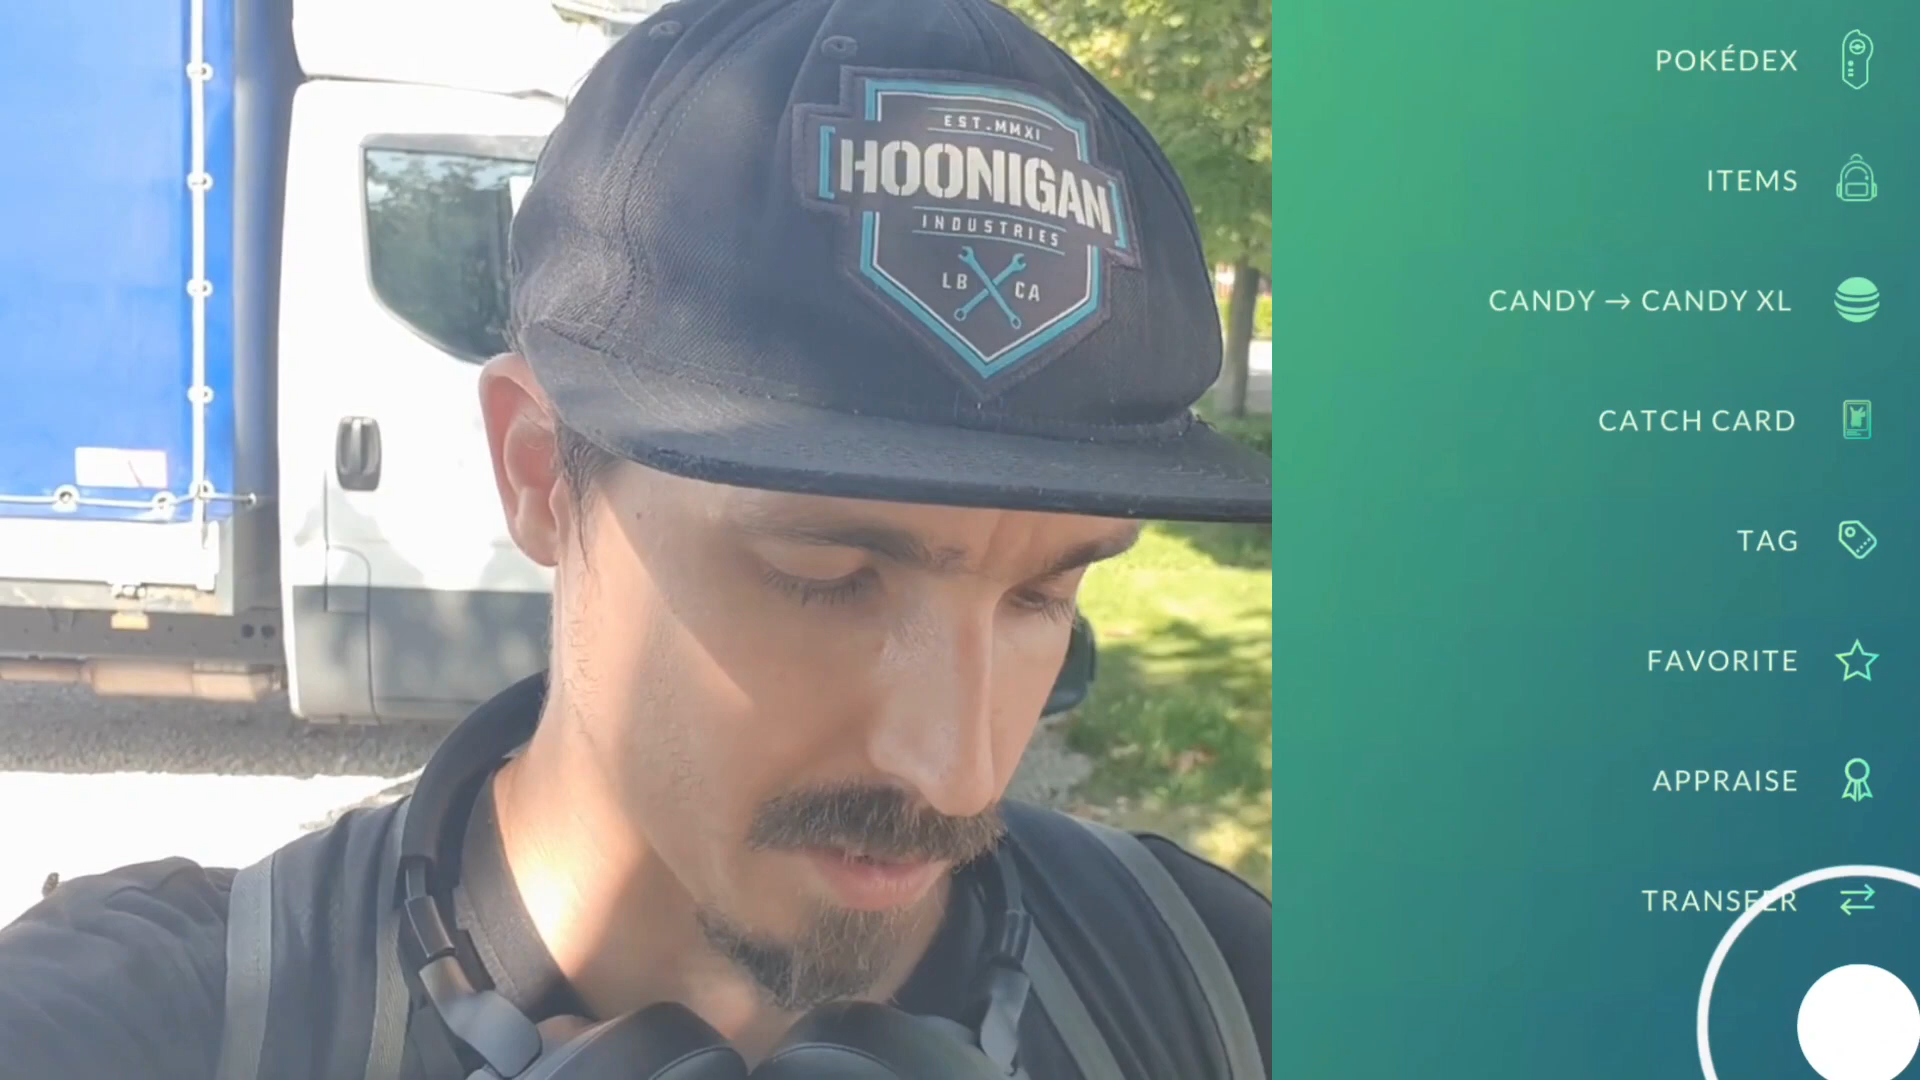 EST. MMXI
[HOONIGAN]
INDUSTRIES
LB CA
POKÉDEX
ITEMS
CANDY → CANDY XL
CATCH CARD
TAG
FAVORITE
APPRAISE
TRANSFER